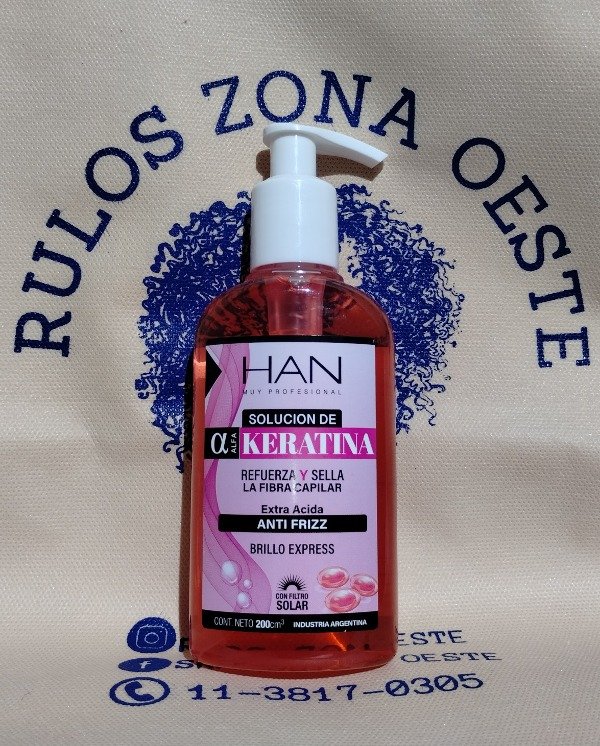 RULOS ZONA OESTE
HAN
MUY PROFESIONAL
SOLUCION DE
α ALFA KERATINA
REFUERZA Y SELLA
LA FIBRA CAPILAR
Extra Acida
ANTI FRIZZ
BRILLO EXPRESS
CON FILTRO
SOLAR
CONT. NETO 200cm³ INDUSTRIA ARGENTINA
OESTE
OESTE
11-3817-0305